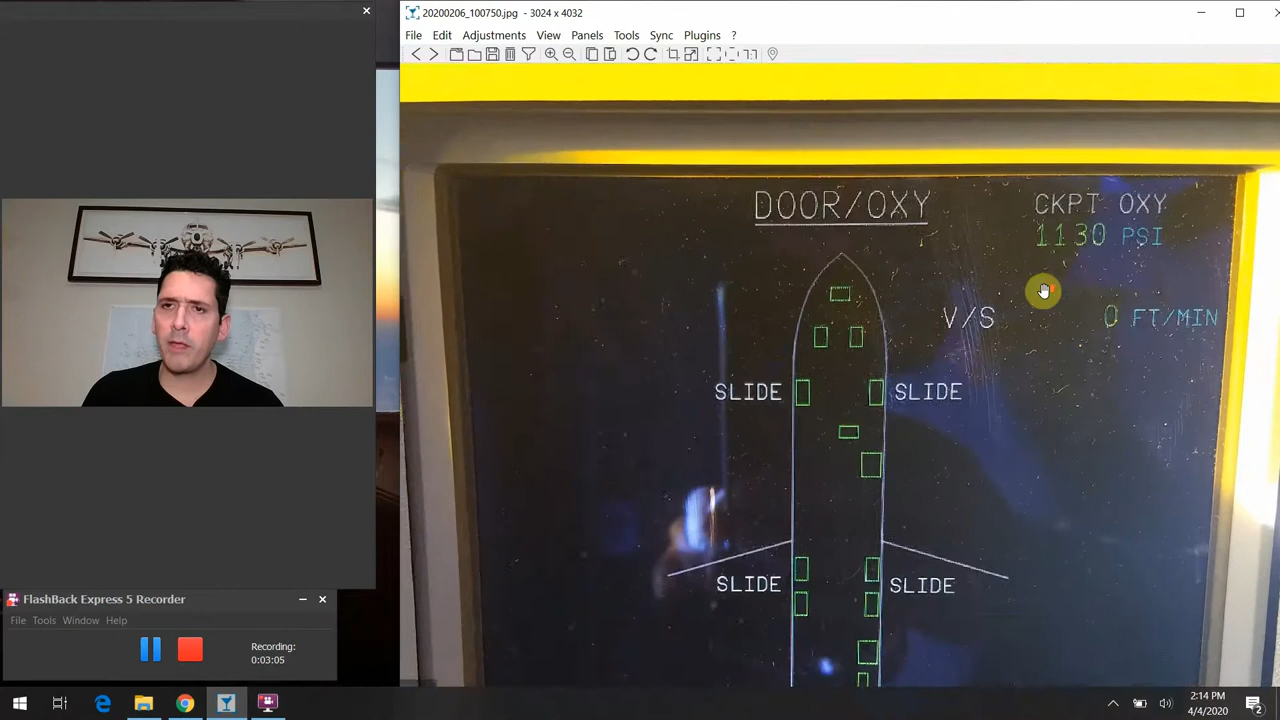 20200206_100750.jpg - 3024 x 4032
File Edit Adjustments View Panels Tools Sync Plugins ?
DOOR/OXY
CKPT OXY
1130 PSI
V/S 0 FT/MIN
SLIDE SLIDE
SLIDE SLIDE
FlashBack Express 5 Recorder
File Tools Window Help
Recording:
0:03:05
2:14 PM
4/4/2020
2